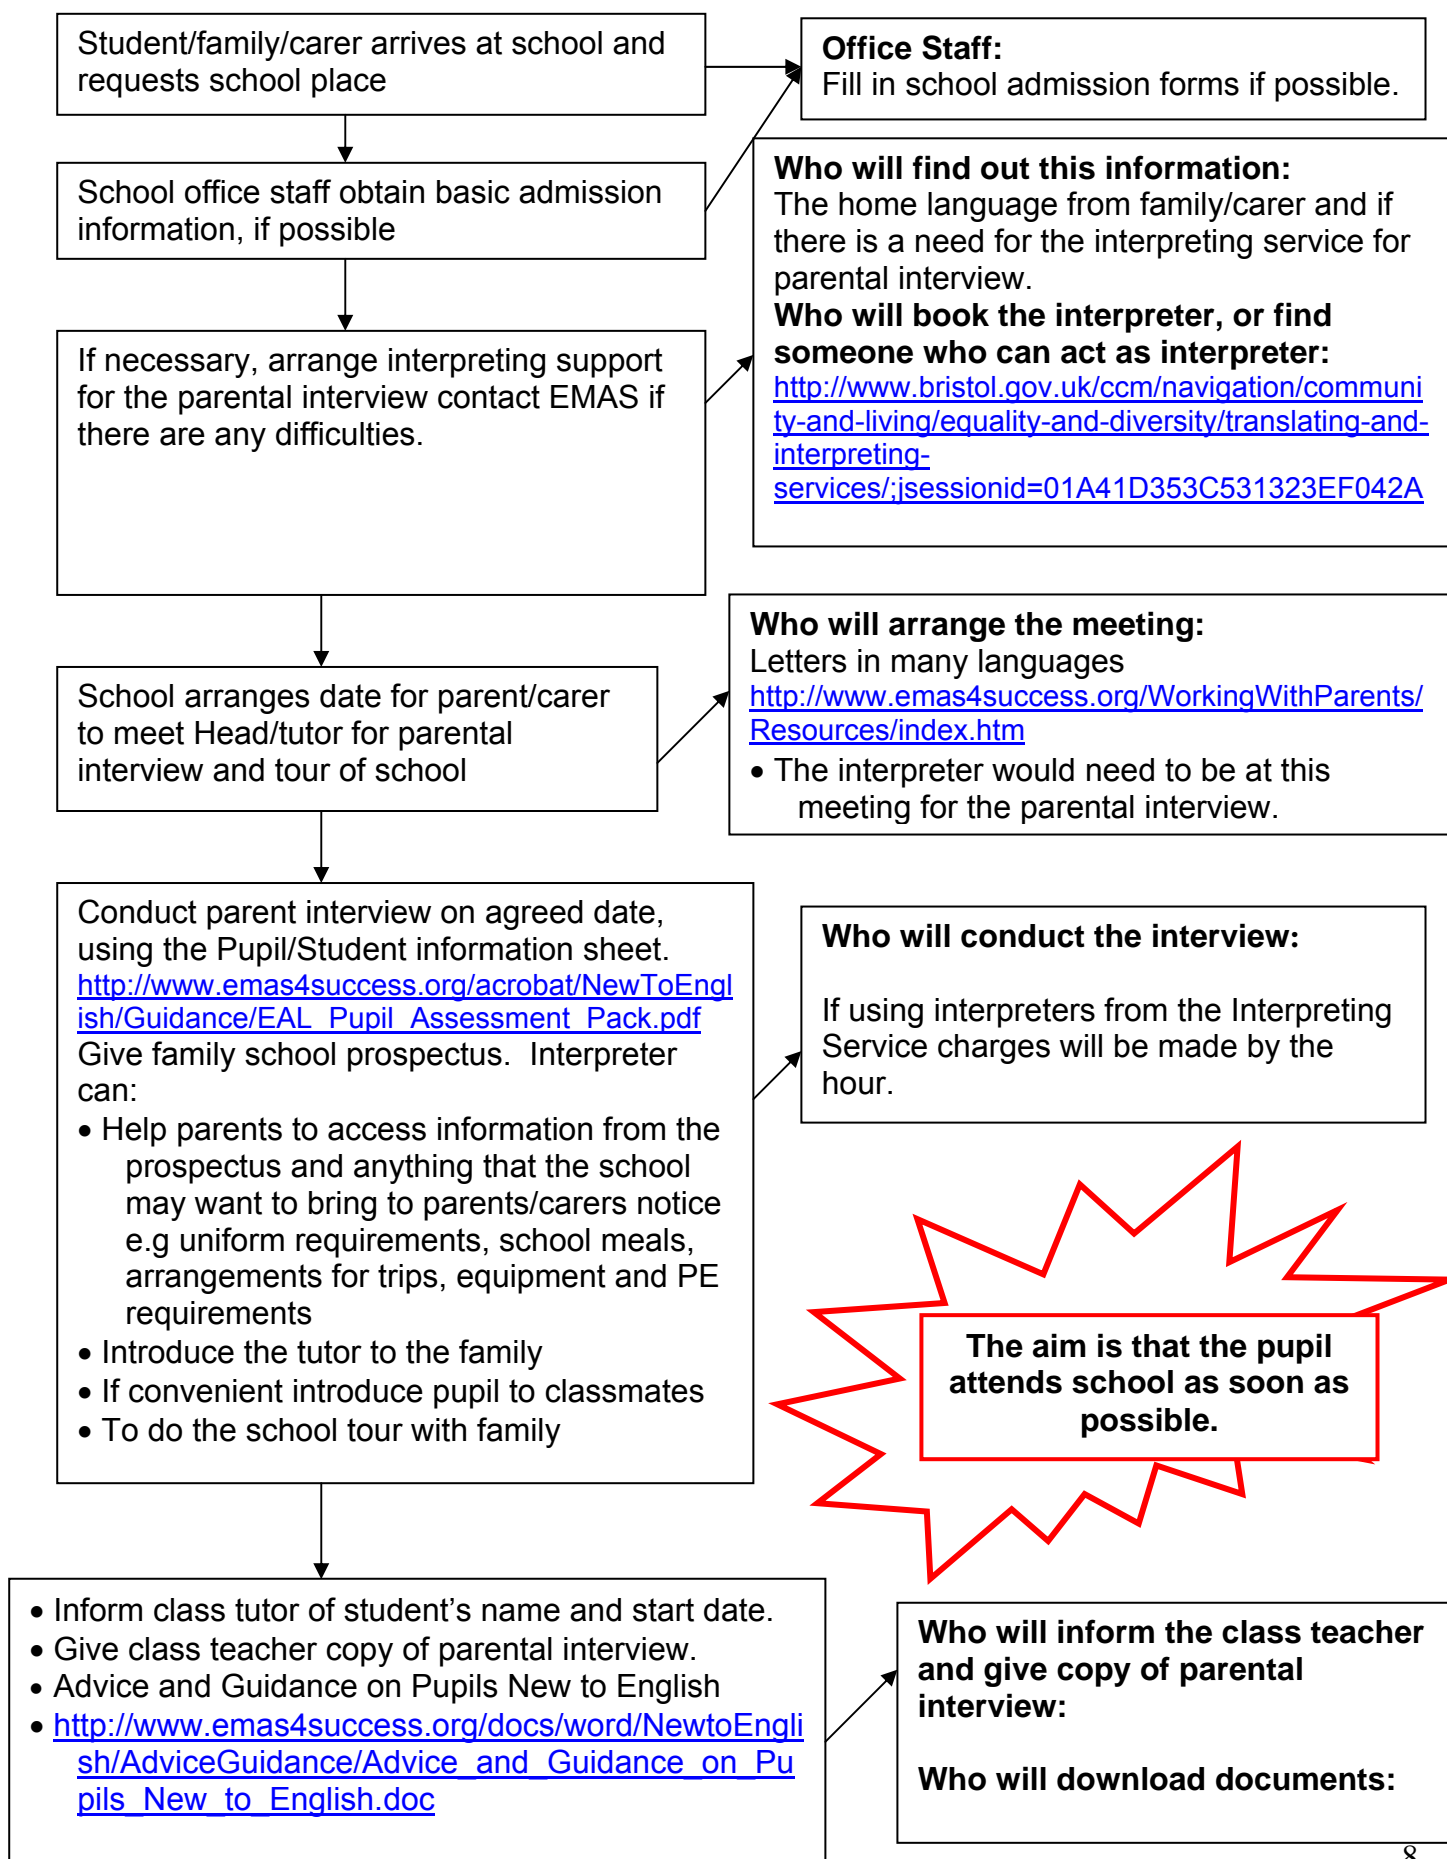 Student/family/carer arrives at school and
requests school place
Office Staff:
Fill in school admission forms if possible.
School office staff obtain basic admission
information, if possible
Who will find out this information:
The home language from family/carer and if
there is a need for the interpreting service for
parental interview.
Who will book the interpreter, or find
someone who can act as interpreter:
http://www.bristol.gov.uk/ccm/navigation/communi
ty-and-living/equality-and-diversity/translating-and-
interpreting-
services/;jsessionid=01A41D353C531323EF042A
If necessary, arrange interpreting support
for the parental interview contact EMAS if
there are any difficulties.
Who will arrange the meeting:
Letters in many languages
http://www.emas4success.org/WorkingWithParents/
Resources/index.htm
• The interpreter would need to be at this
meeting for the parental interview.
School arranges date for parent/carer
to meet Head/tutor for parental
interview and tour of school
Conduct parent interview on agreed date,
using the Pupil/Student information sheet.
http://www.emas4success.org/acrobat/NewToEngl
ish/Guidance/EAL_Pupil_Assessment_Pack.pdf
Give family school prospectus.  Interpreter
can:
• Help parents to access information from the
prospectus and anything that the school
may want to bring to parents/carers notice
e.g uniform requirements, school meals,
arrangements for trips, equipment and PE
requirements
• Introduce the tutor to the family
• If convenient introduce pupil to classmates
• To do the school tour with family
Who will conduct the interview:
If using interpreters from the Interpreting
Service charges will be made by the
hour.
The aim is that the pupil
attends school as soon as
possible.
• Inform class tutor of student’s name and start date.
• Give class teacher copy of parental interview.
• Advice and Guidance on Pupils New to English
• http://www.emas4success.org/docs/word/NewtoEngli
sh/AdviceGuidance/Advice_and_Guidance_on_Pu
pils_New_to_English.doc
Who will inform the class teacher
and give copy of parental
interview:
Who will download documents:
8